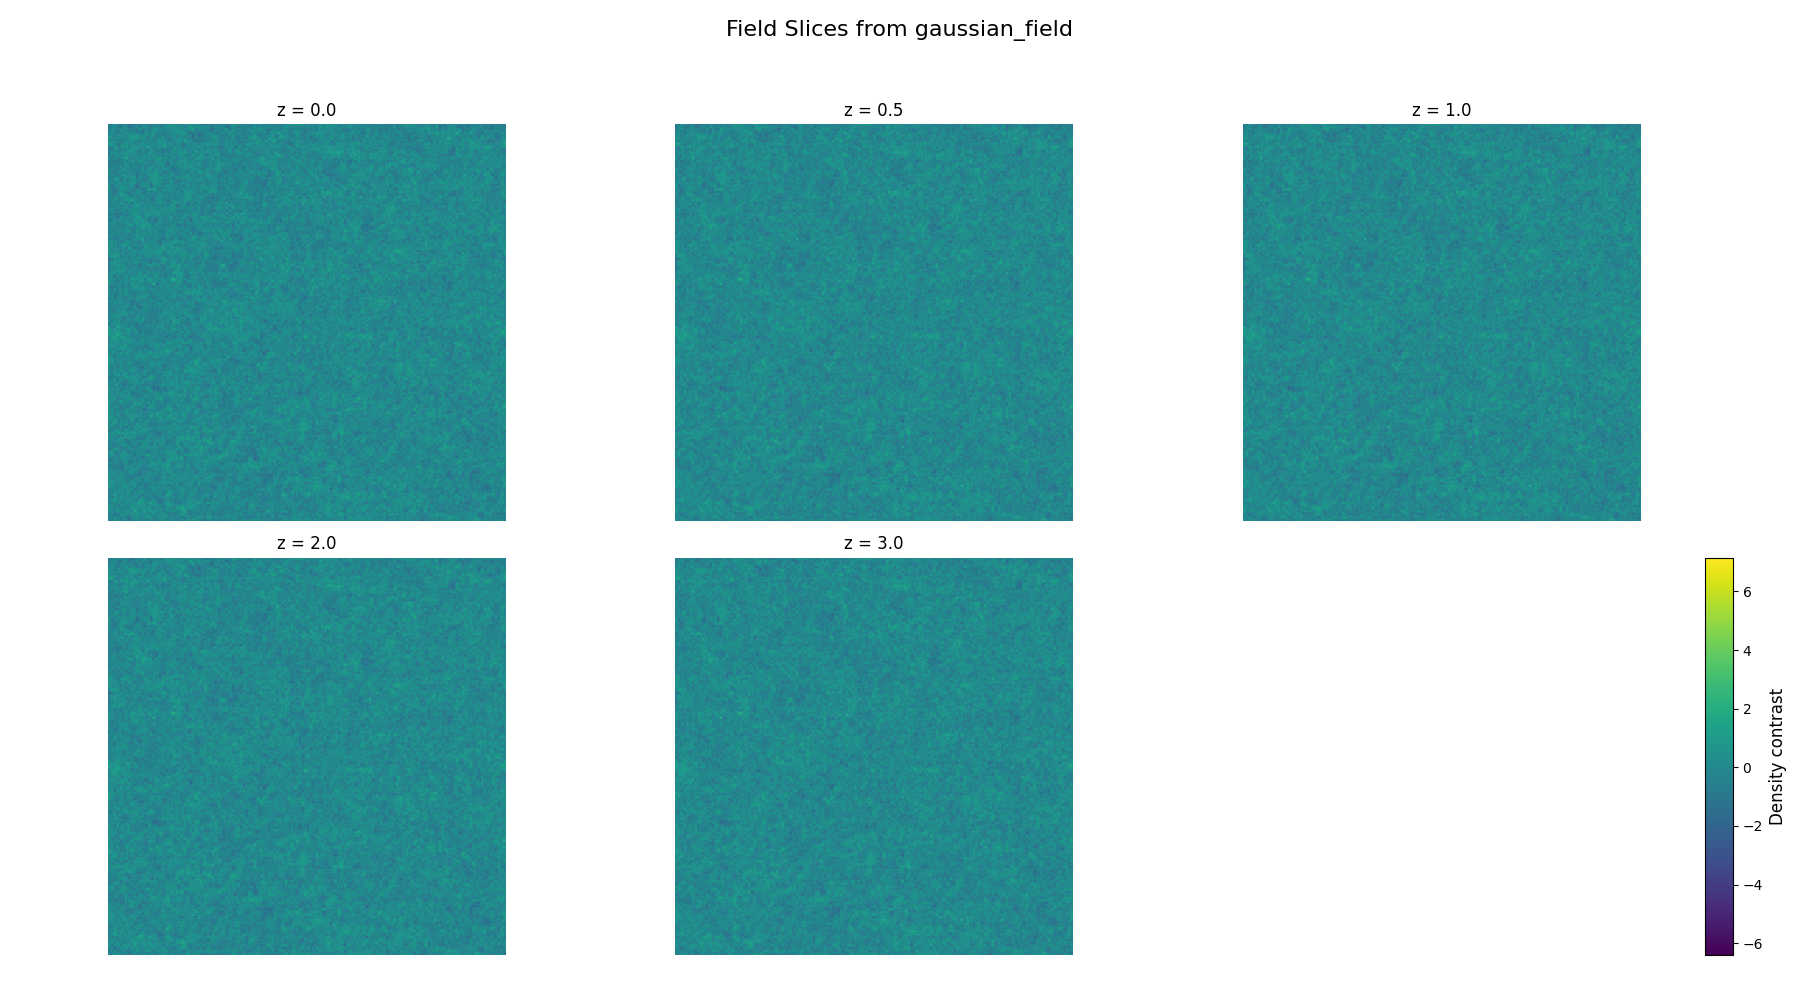 Field Slices from gaussian_field
z = 0.0
z = 0.5
z = 1.0
z = 2.0
z = 3.0
6
4
2
0
−2
−4
−6
Density contrast